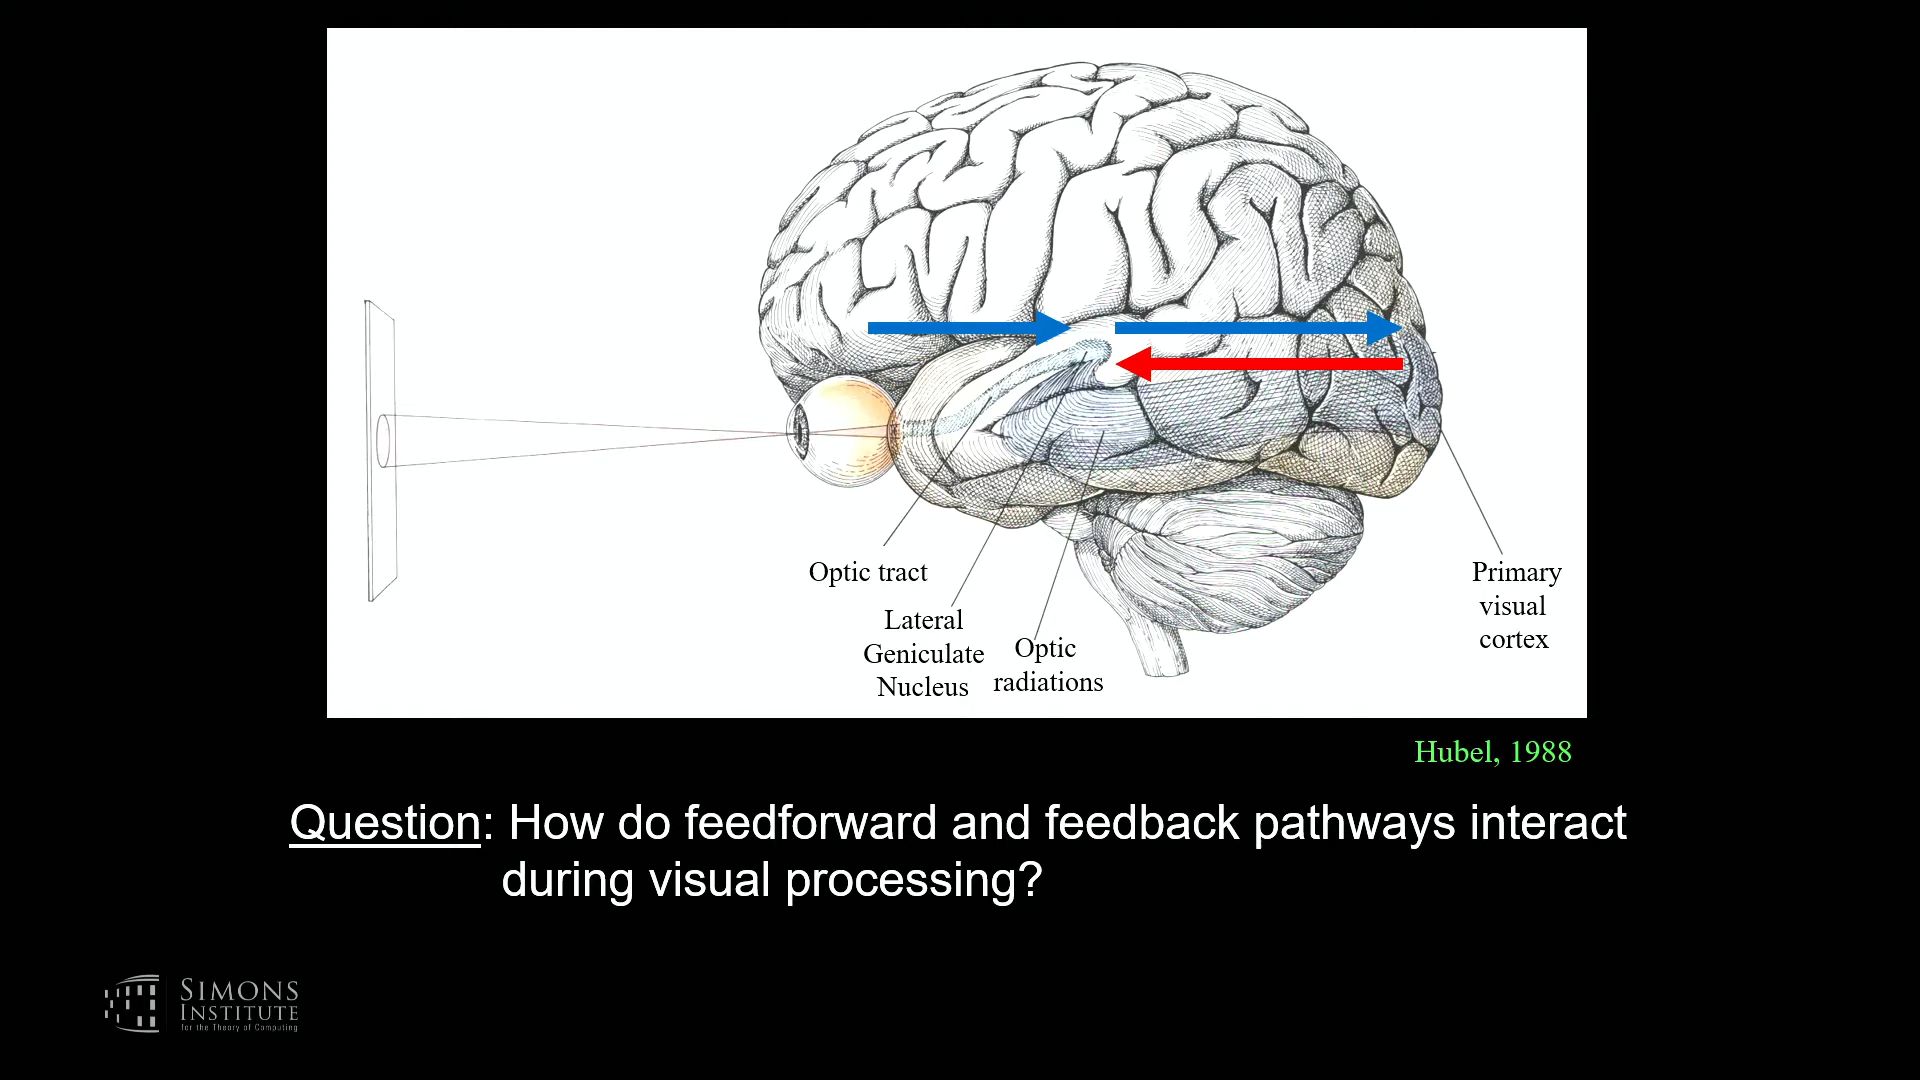 Optic tract
Lateral
Geniculate
Nucleus
Optic
radiations
Primary
visual
cortex
Hubel, 1988
Question: How do feedforward and feedback pathways interact
during visual processing?
SIMONS
INSTITUTE
for the Theory of Computing